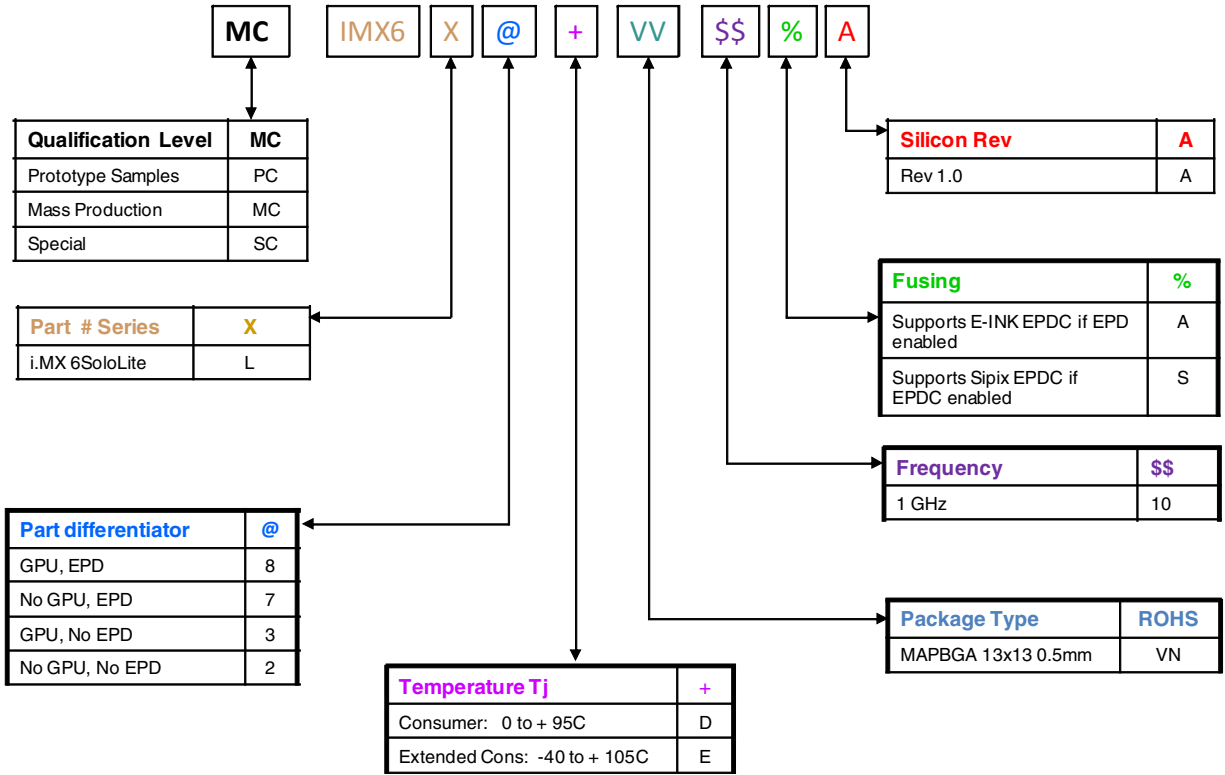 MC IMX6 X @ + VV $$ % A
Qualification Level MC
Prototype Samples PC
Mass Production MC
Special SC
Silicon Rev A
Rev 1.0 A
Part # Series X
i.MX 6SoloLite L
Fusing %
Supports E-INK EPDC if EPD
enabled A
Supports Sipix EPDC if
EPDC enabled S
Frequency $$
1 GHz 10
Part differentiator @
GPU, EPD 8
No GPU, EPD 7
GPU, No EPD 3
No GPU, No EPD 2
Package Type ROHS
MAPBGA 13x13 0.5mm VN
Temperature Tj +
Consumer: 0 to + 95C D
Extended Cons: -40 to + 105C E